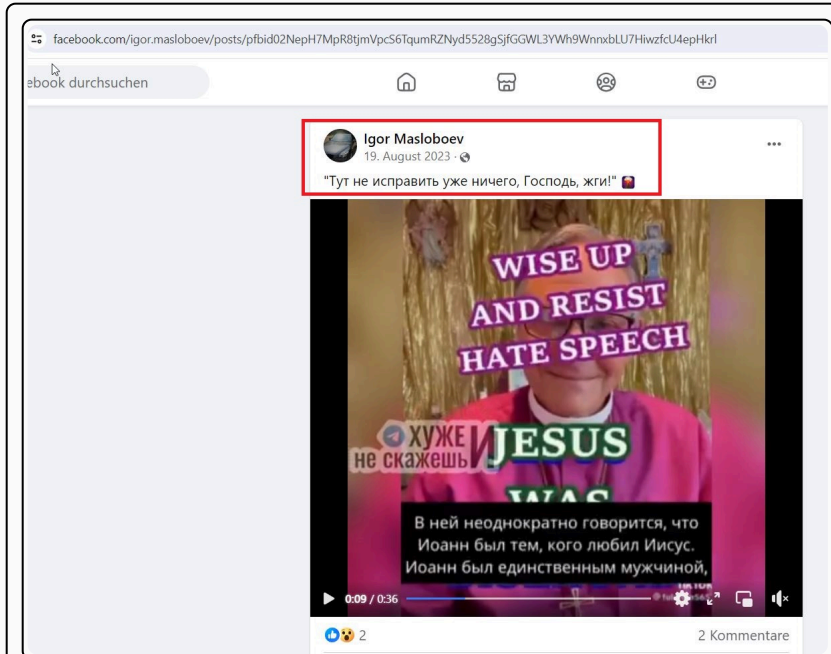 facebook.com/igor.masloboev/posts/pfbid02NepH7MpR8tjmVpcS6TqumRZNyd5528gSjfGGWL3YWh9WnnxbLU7HiwzfcU4epHkrl
ebook durchsuchen
Igor Masloboev
19. August 2023
"Тут не исправить уже ничего, Господь, жги!"
WISE UP
AND RESIST
HATE SPEECH
ХУЖЕ И
не скажешь
JESUS
WAS
В ней неоднократно говорится, что
Иоанн был тем, кого любил Иисус.
Иоанн был единственным мужчиной,
0:09 / 0:36
2
2 Kommentare